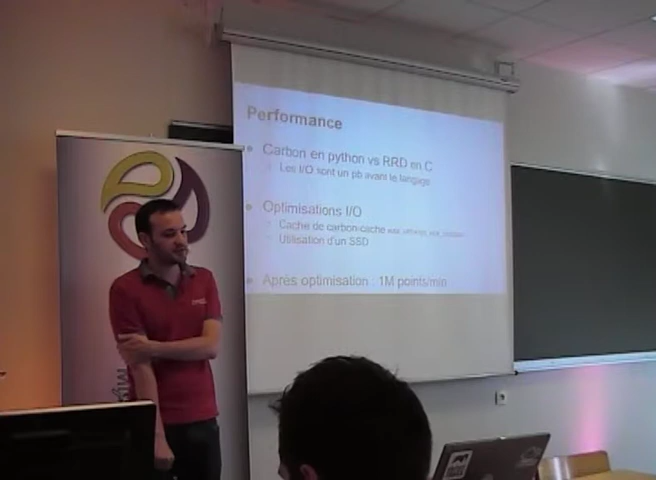 Performance
Carbon en python vs RRD en C
Les I/O sont un pb avant le langage
Optimisations I/O
Cache de carbon-cache
Utilisation d'un SSD
Après optimisation : 1M points/min